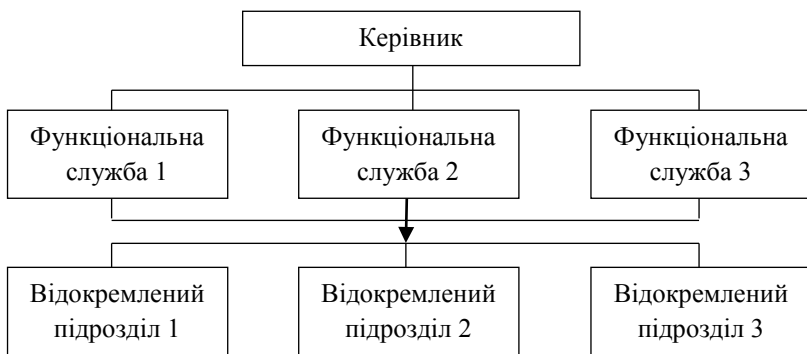 Керівник
Функціональна
служба 1
Функціональна
служба 2
Функціональна
служба 3
Відокремлений
підрозділ 1
Відокремлений
підрозділ 2
Відокремлений
підрозділ 3